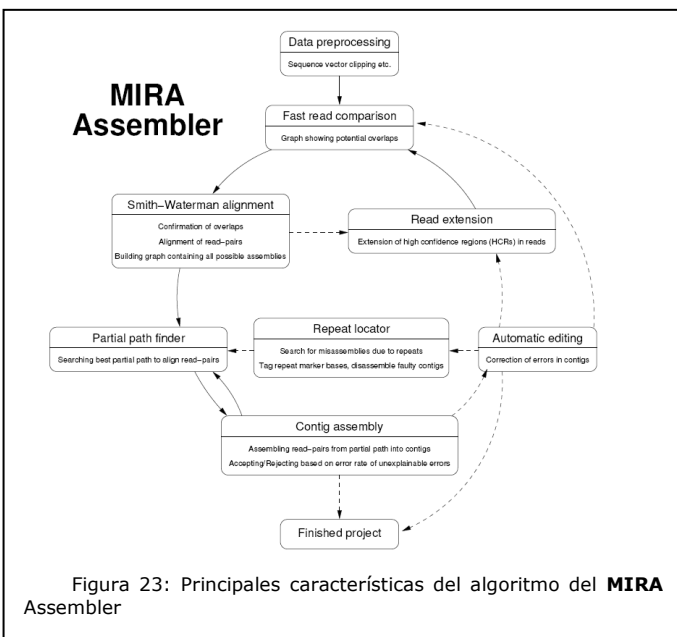 Data preprocessing
Sequence vector clipping etc.
MIRA
Assembler
Fast read comparison
Graph showing potential overlaps
Smith−Waterman alignment
Confirmation of overlaps
Alignment of read−pairs
Building graph containing all possible assemblies
Read extension
Extension of high confidence regions (HCRs) in reads
Partial path finder
Searching best partial path to align read−pairs
Repeat locator
Search for misassemblies due to repeats
Tag repeat marker bases, disassemble faulty contigs
Automatic editing
Correction of errors in contigs
Contig assembly
Assembling read−pairs from partial path into contigs
Accepting/Rejecting based on error rate of unexplainable errors
Finished project
Figura 23: Principales características del algoritmo del MIRA
Assembler